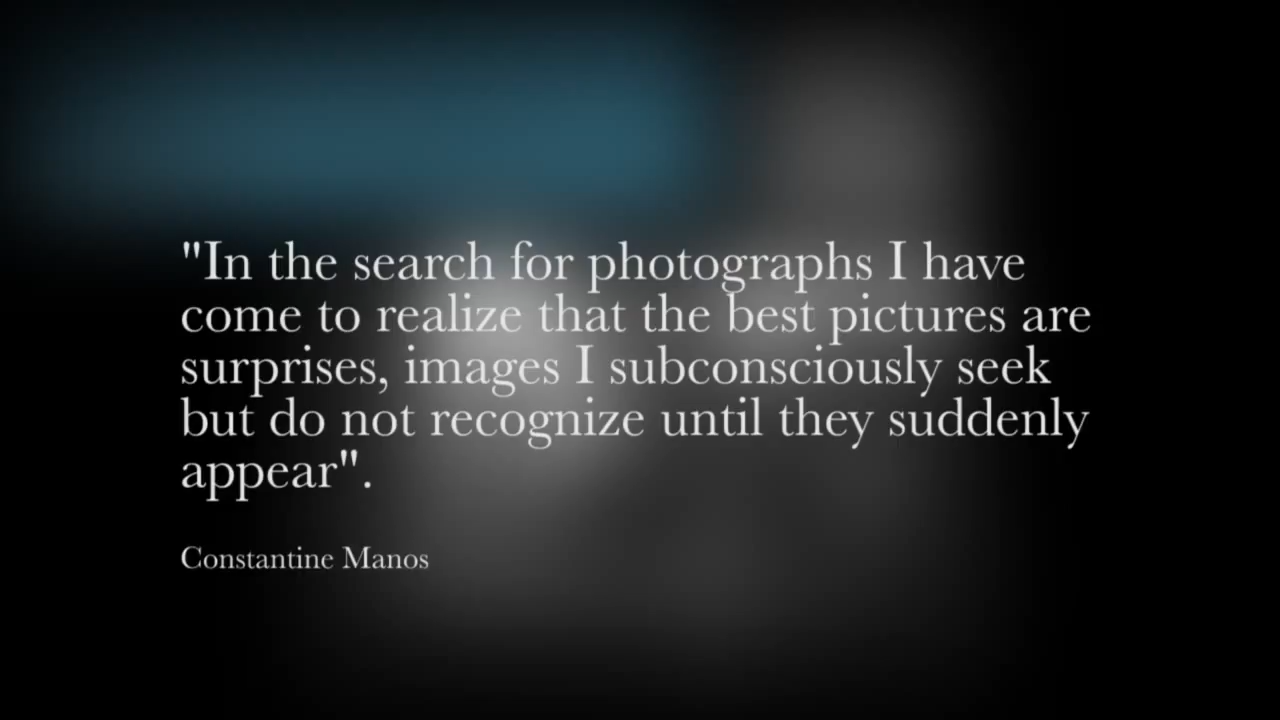 "In the search for photographs I have
come to realize that the best pictures are
surprises, images I subconsciously seek
but do not recognize until they suddenly
appear".
Constantine Manos